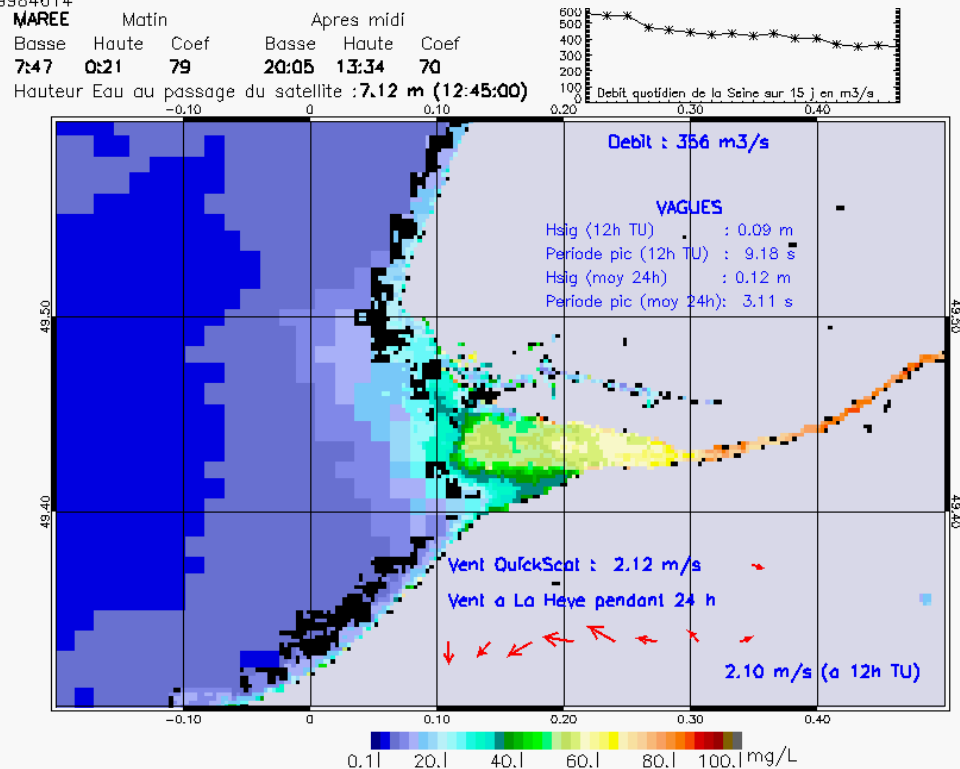 MAREE Matin Apres midi
Basse Haute Coef Basse Haute Coef
7:47 0:21 79 20:05 13:34 70
Hauteur Eau au passage du satellite :7.12 m (12:45:00)
600
500
400
300
200
100
0
Debit quotidien de la Seine sur 15 j en m3/s
-0.10 0 0.10 0.20 0.30 0.40
Debit : 356 m3/s
VAGUES
Hsig (12h TU) : 0.09 m
Periode pic (12h TU) : 9.18 s
Hsig (moy 24h) : 0.12 m
Periode pic (moy 24h): 3.11 s
49.50 49.50
49.40 49.40
Vent QuickScat : 2.12 m/s
Vent a La Heve pendant 24 h
2.10 m/s (a 12h TU)
-0.10 0 0.10 0.20 0.30 0.40
0.1| 20.| 40.| 60.| 80.| 100.| mg/L